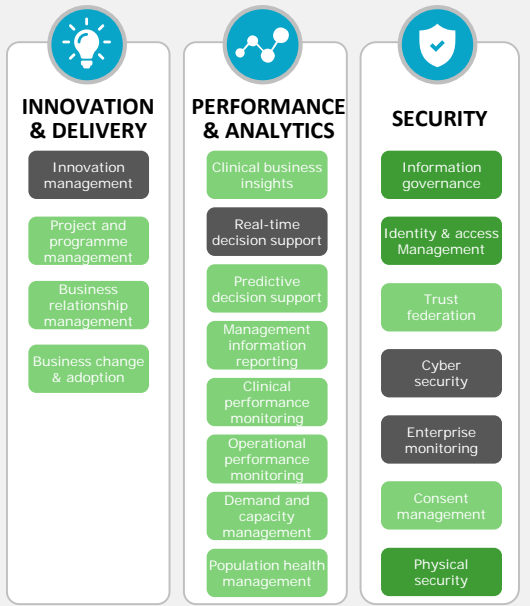 INNOVATION
& DELIVERY
Innovation
management
Project and
programme
management
Business
relationship
management
Business change
& adoption
PERFORMANCE
& ANALYTICS
Clinical business
insights
Real-time
decision support
Predictive
decision support
Management
information
reporting
Clinical
performance
monitoring
Operational
performance
monitoring
Demand and
capacity
management
Population health
management
SECURITY
Information
governance
Identity & access
Management
Trust
federation
Cyber
security
Enterprise
monitoring
Consent
management
Physical
security